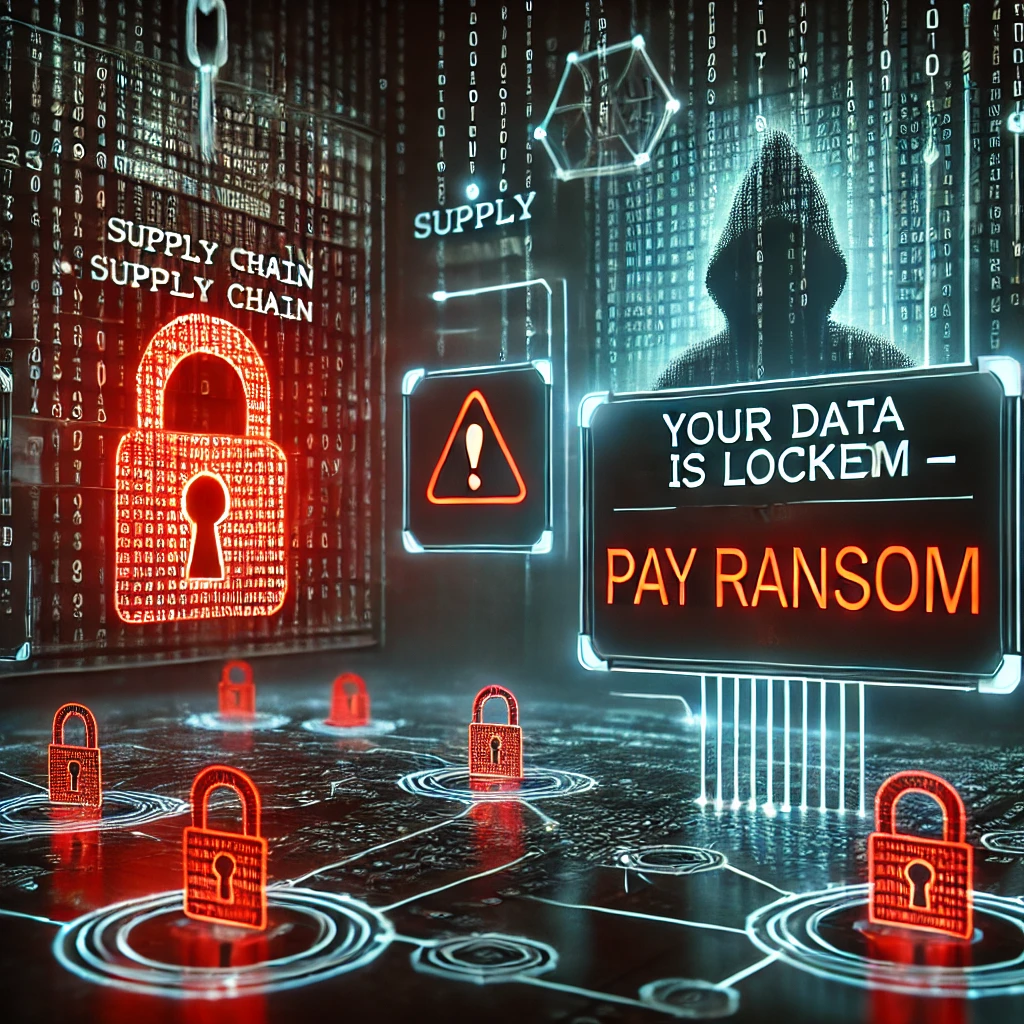 SUPPLY CHAIN
SUPPLY CHAIN
SUPPLY
YOUR DATA
IS LOCKEM –
PAY RANSOM